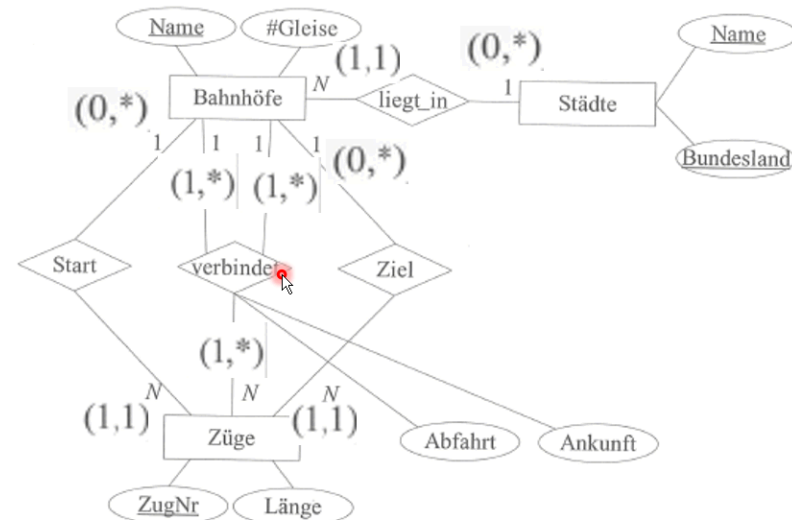 Name
#Gleise
Name
(1,1)
(0,*)
N
1
Bahnhöfe
liegt_in
Städte
(0,*)
1
1
1
1
(0,*)
Bundesland
(1,*)
(1,*)
Start
verbindet
Ziel
(1,*)
N
N
N
(1,1)
(1,1)
Züge
Abfahrt
Ankunft
ZugNr
Länge